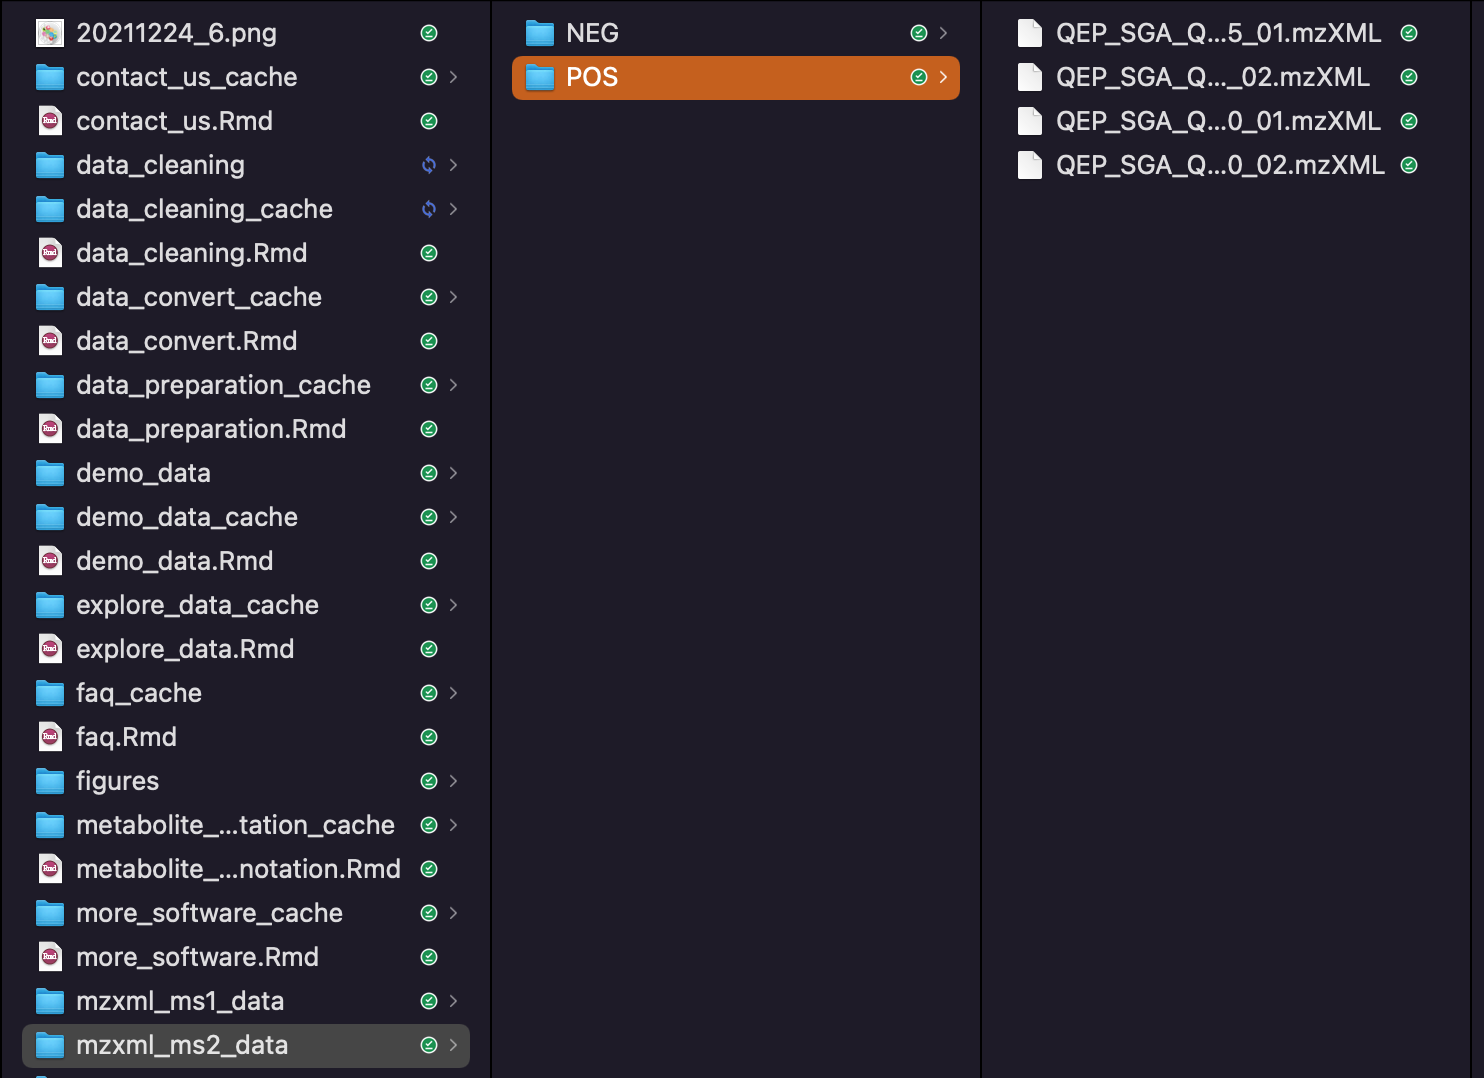 20211224_6.png
contact_us_cache
contact_us.Rmd
data_cleaning
data_cleaning_cache
data_cleaning.Rmd
data_convert_cache
data_convert.Rmd
data_preparation_cache
data_preparation.Rmd
demo_data
demo_data_cache
demo_data.Rmd
explore_data_cache
explore_data.Rmd
faq_cache
faq.Rmd
figures
metabolite_...tation_cache
metabolite_...notation.Rmd
more_software_cache
more_software.Rmd
mzxml_ms1_data
mzxml_ms2_data
NEG
POS
QEP_SGA_Q...5_01.mzXML
QEP_SGA_Q..._02.mzXML
QEP_SGA_Q...0_01.mzXML
QEP_SGA_Q...0_02.mzXML